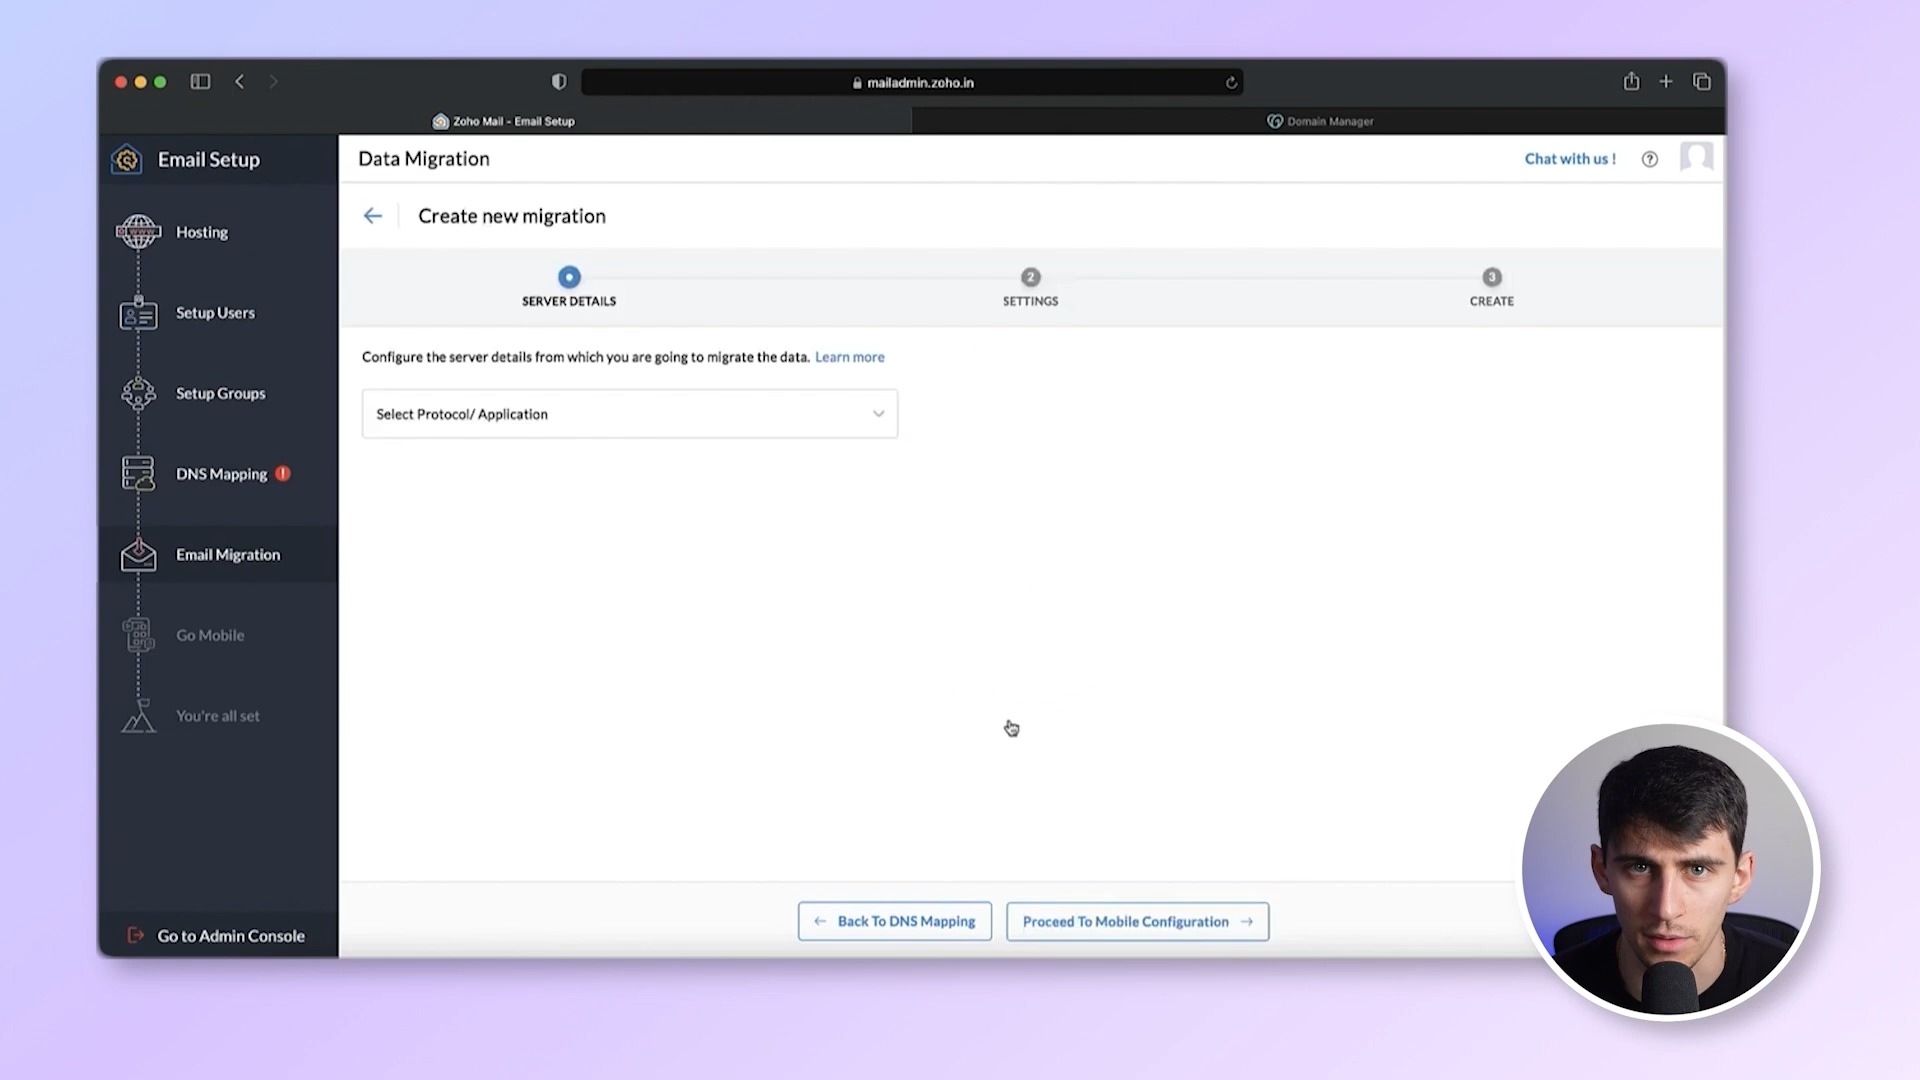 mailadmin.zoho.in
Zoho Mail - Email Setup
Domain Manager
Email Setup
Data Migration
Chat with us !
?
Create new migration
Hosting
Setup Users
Setup Groups
DNS Mapping !
Email Migration
Go Mobile
You're all set
Go to Admin Console
2
3
SERVER DETAILS
SETTINGS
CREATE
Configure the server details from which you are going to migrate the data. Learn more
Select Protocol/ Application
← Back To DNS Mapping
Proceed To Mobile Configuration →